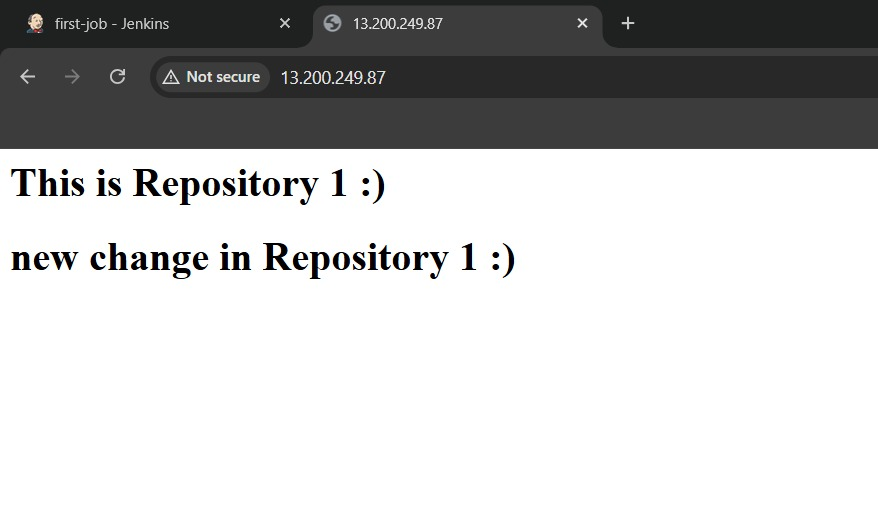 first-job - Jenkins
13.200.249.87
Not secure 13.200.249.87
This is Repository 1 :)
new change in Repository 1 :)